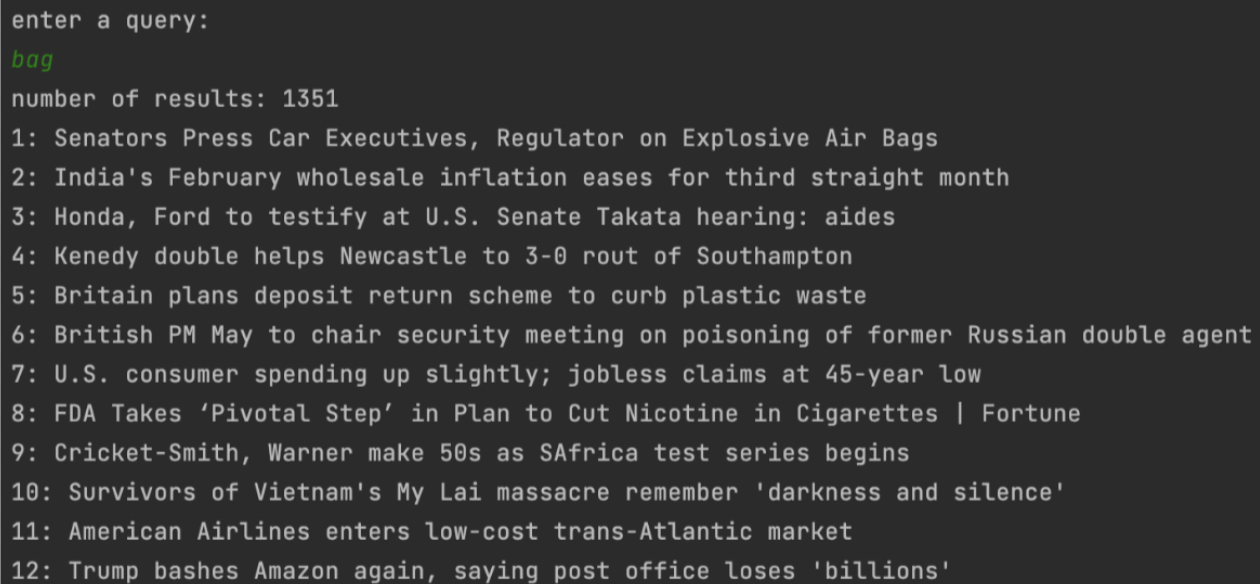 enter a query:
bag
number of results: 1351
1: Senators Press Car Executives, Regulator on Explosive Air Bags
2: India's February wholesale inflation eases for third straight month
3: Honda, Ford to testify at U.S. Senate Takata hearing: aides
4: Kenedy double helps Newcastle to 3-0 rout of Southampton
5: Britain plans deposit return scheme to curb plastic waste
6: British PM May to chair security meeting on poisoning of former Russian double agent
7: U.S. consumer spending up slightly; jobless claims at 45-year low
8: FDA Takes ‘Pivotal Step’ in Plan to Cut Nicotine in Cigarettes | Fortune
9: Cricket-Smith, Warner make 50s as SAfrica test series begins
10: Survivors of Vietnam's My Lai massacre remember 'darkness and silence'
11: American Airlines enters low-cost trans-Atlantic market
12: Trump bashes Amazon again, saying post office loses 'billions'